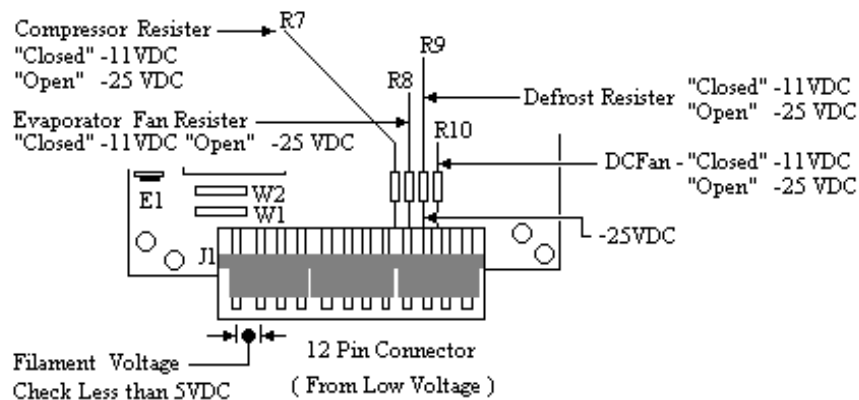 Compressor Resister
"Closed" -11VDC
"Open" -25 VDC
R7
R9
R8
Defrost Resister
"Closed" -11VDC
"Open" -25 VDC
Evaporator Fan Resister
"Closed" -11VDC "Open" -25 VDC
R10
DCFan - "Closed" -11VDC
"Open" -25 VDC
E1
W2
W1
-25VDC
J1
Filament Voltage
Check Less than 5VDC
12 Pin Connector
( From Low Voltage )